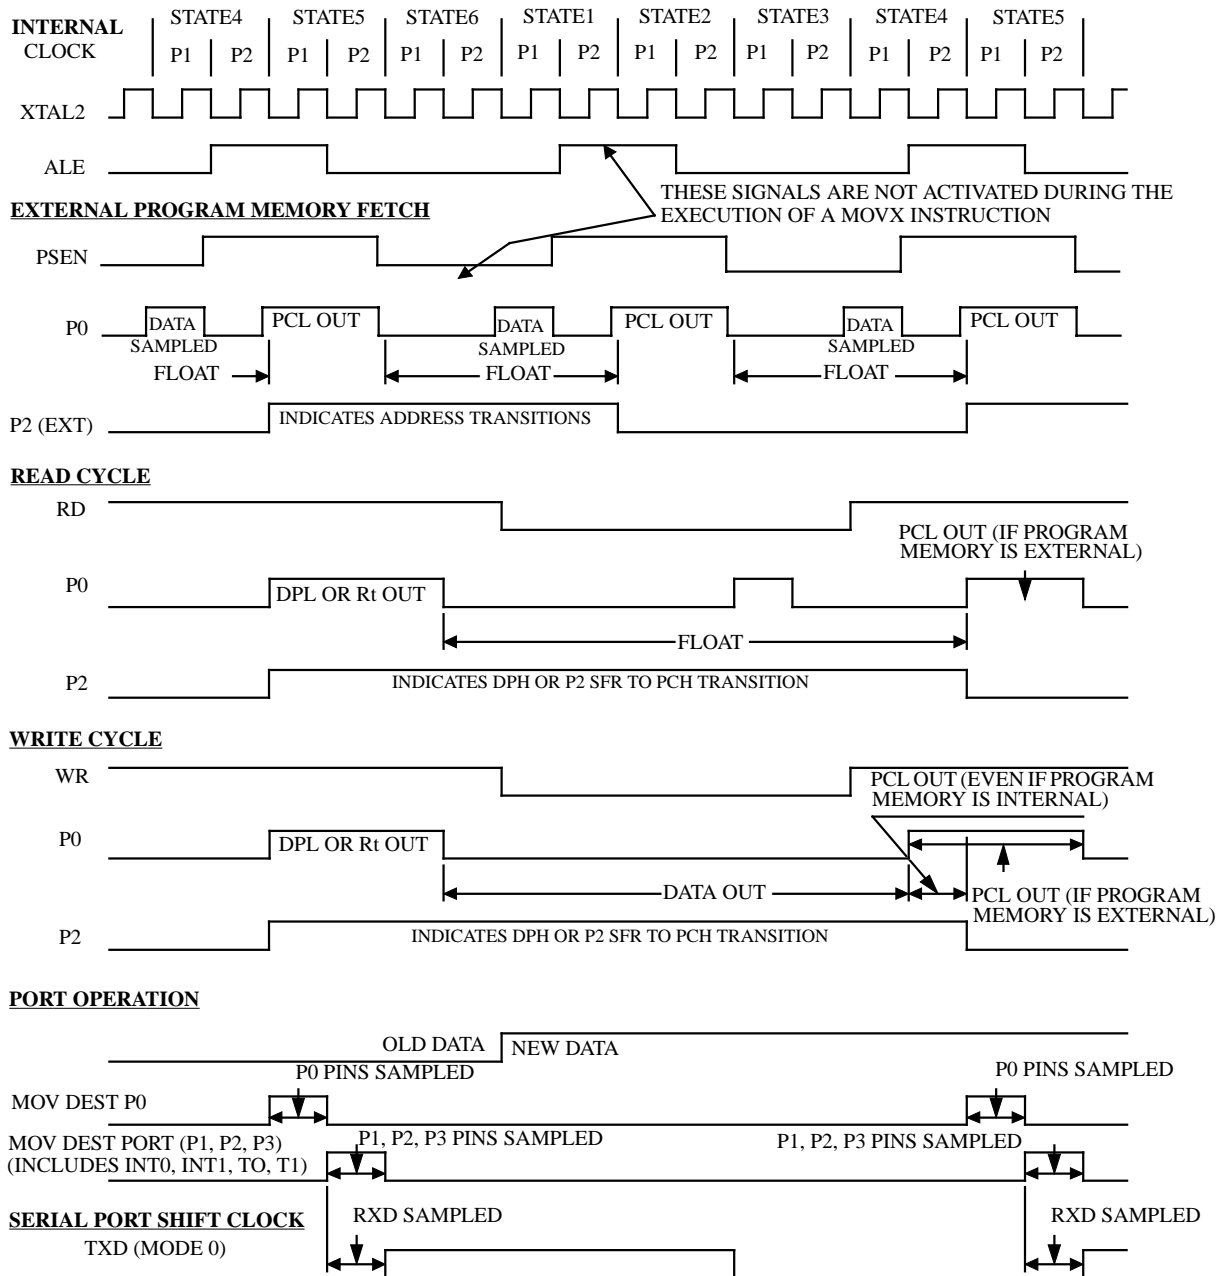 INTERNAL
CLOCK
STATE4 STATE5 STATE6 STATE1 STATE2 STATE3 STATE4 STATE5
P1 P2 P1 P2 P1 P2 P1 P2 P1 P2 P1 P2 P1 P2 P1 P2
XTAL2
ALE
THESE SIGNALS ARE NOT ACTIVATED DURING THE
EXECUTION OF A MOVX INSTRUCTION
EXTERNAL PROGRAM MEMORY FETCH
PSEN
P0 DATA PCL OUT DATA PCL OUT DATA PCL OUT
SAMPLED SAMPLED SAMPLED
FLOAT FLOAT FLOAT
P2 (EXT) INDICATES ADDRESS TRANSITIONS
READ CYCLE
RD
PCL OUT (IF PROGRAM
MEMORY IS EXTERNAL)
P0 DPL OR Rt OUT
FLOAT
P2 INDICATES DPH OR P2 SFR TO PCH TRANSITION
WRITE CYCLE
WR
PCL OUT (EVEN IF PROGRAM
MEMORY IS INTERNAL)
P0 DPL OR Rt OUT
DATA OUT
PCL OUT (IF PROGRAM
MEMORY IS EXTERNAL)
P2 INDICATES DPH OR P2 SFR TO PCH TRANSITION
PORT OPERATION
OLD DATA NEW DATA
P0 PINS SAMPLED P0 PINS SAMPLED
MOV DEST P0
MOV DEST PORT (P1, P2, P3) P1, P2, P3 PINS SAMPLED P1, P2, P3 PINS SAMPLED
(INCLUDES INT0, INT1, TO, T1)
SERIAL PORT SHIFT CLOCK RXD SAMPLED RXD SAMPLED
TXD (MODE 0)